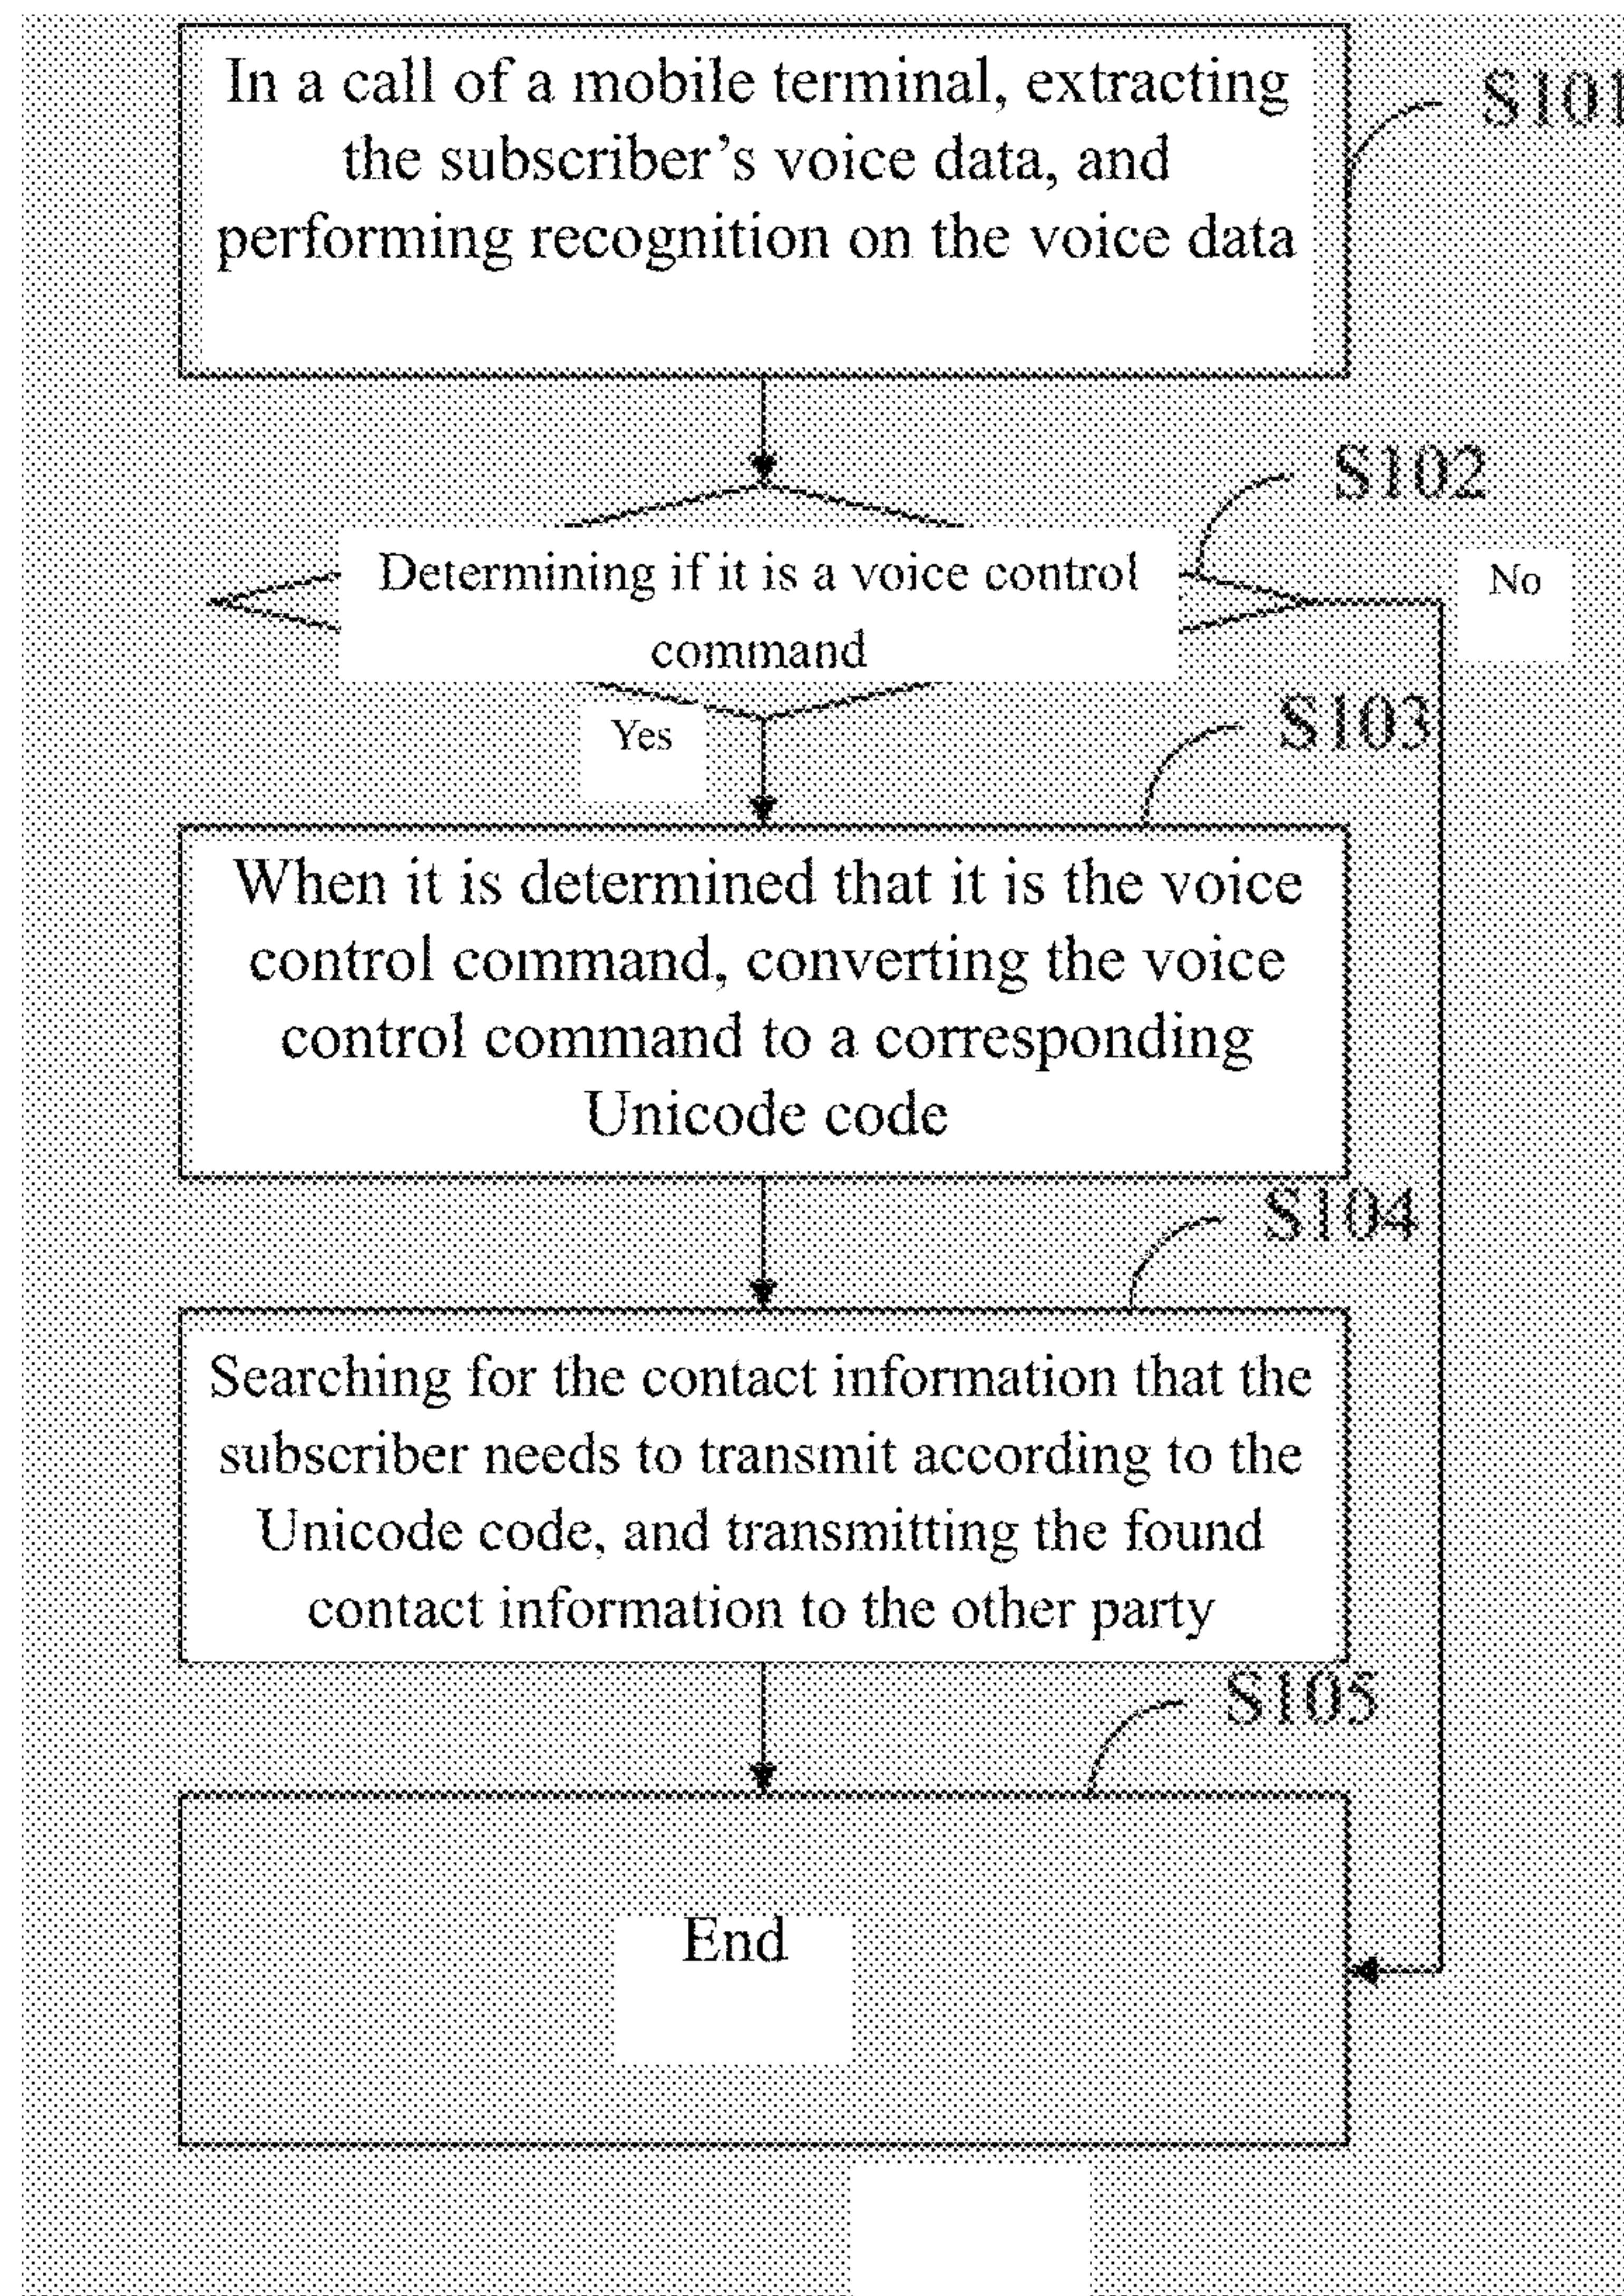 In a call of a mobile terminal, extracting
the subscriber's voice data, and
performing recognition on the voice data
S101
S102
Determining if it is a voice control
command
No
Yes
S103
When it is determined that it is the voice
control command, converting the voice
control command to a corresponding
Unicode code
S104
Searching for the contact information that the
subscriber needs to transmit according to the
Unicode code, and transmitting the found
contact information to the other party
S105
End